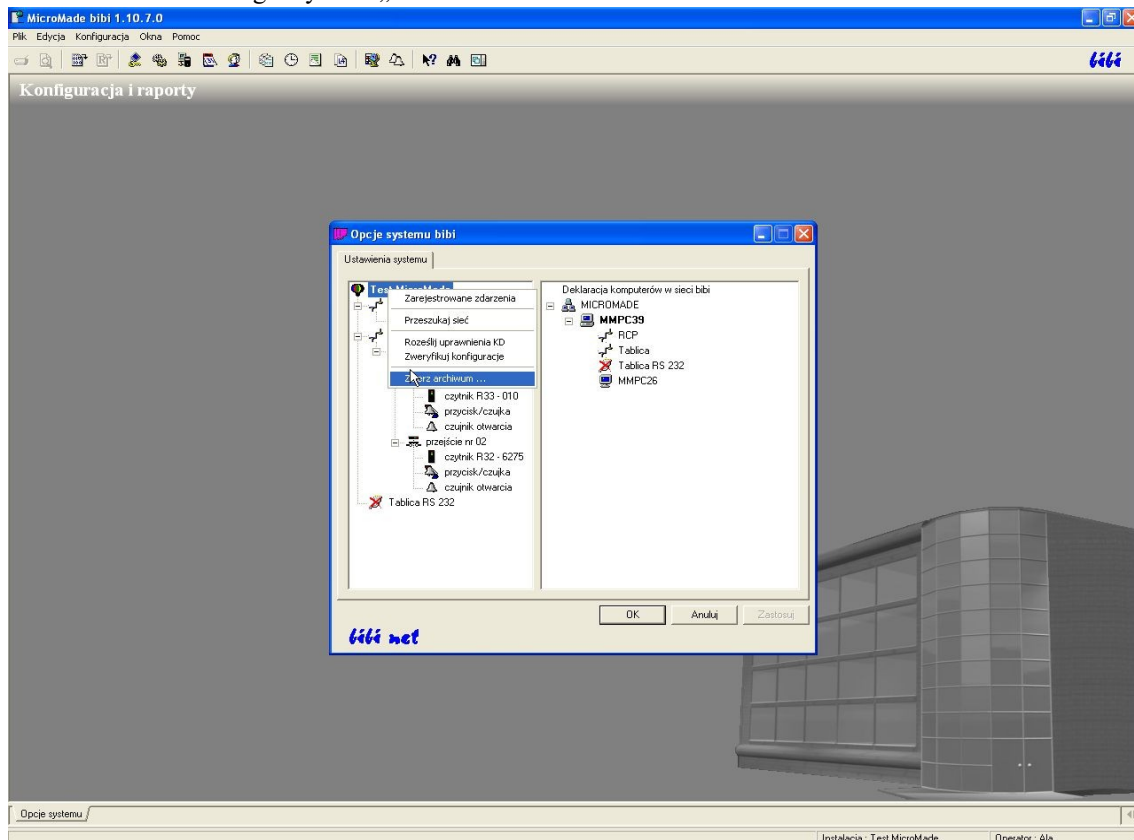 MicroMade bibi 1.10.7.0
Plik Edycja Konfiguracja Okna Pomoc
bibi
Konfiguracja i raporty
Opcje systemu bibi
Ustawienia systemu
Test MicroMade
Zarejestrowane zdarzenia
Przeszukaj sieć
Roześlij uprawnienia KD
Zweryfikuj konfiguracje
archiwum ...
czytnik R33 - 010
przycisk/czujka
czujnik otwarcia
przejście nr 02
czytnik R32 - 6275
przycisk/czujka
czujnik otwarcia
Tablica RS 232
Deklaracja komputerów w sieci bibi
MICROMADE
MMPC39
RCP
Tablica
Tablica RS 232
MMPC26
OK Anuluj Zastosuj
bibi net
Opcje systemu
Instalacja : Test MicroMade Operator : Ala